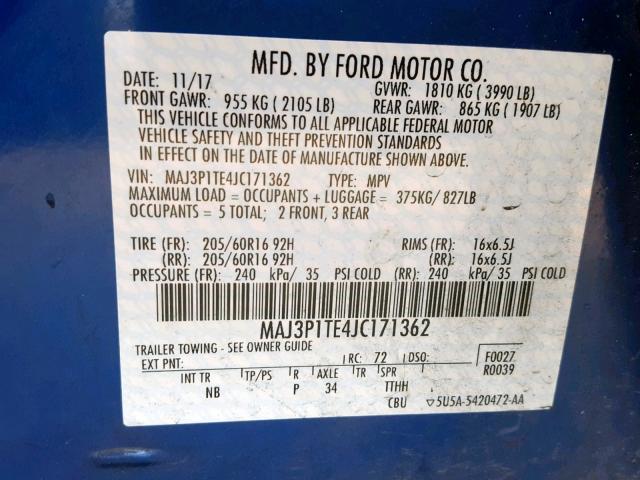 MFD. BY FORD MOTOR CO.
DATE: 11/17 GVWR: 1810 KG ( 3990 LB)
FRONT GAWR: 955 KG ( 2105 LB) REAR GAWR: 865 KG ( 1907 LB)
THIS VEHICLE CONFORMS TO ALL APPLICABLE FEDERAL MOTOR
VEHICLE SAFETY AND THEFT PREVENTION STANDARDS
IN EFFECT ON THE DATE OF MANUFACTURE SHOWN ABOVE.
VIN: MAJ3P1TE4JC171362 TYPE: MPV
MAXIMUM LOAD = OCCUPANTS + LUGGAGE = 375KG/ 827LB
OCCUPANTS = 5 TOTAL; 2 FRONT, 3 REAR
TIRE (FR): 205/60R16 92H RIMS (FR): 16x6.5J
(RR): 205/60R16 92H (RR): 16x6.5J
PRESSURE (FR): 240 kPa/ 35 PSI COLD (RR): 240 kPa/ 35 PSI COLD
MAJ3P1TE4JC171362
TRAILER TOWING - SEE OWNER GUIDE
EXT PNT: RC: 72 DSO: F0027
R0039
INT TR TP/PS R AXLE TR SPR
NB P 34 TTHH
CBU ▽5U5A-5420472-AA